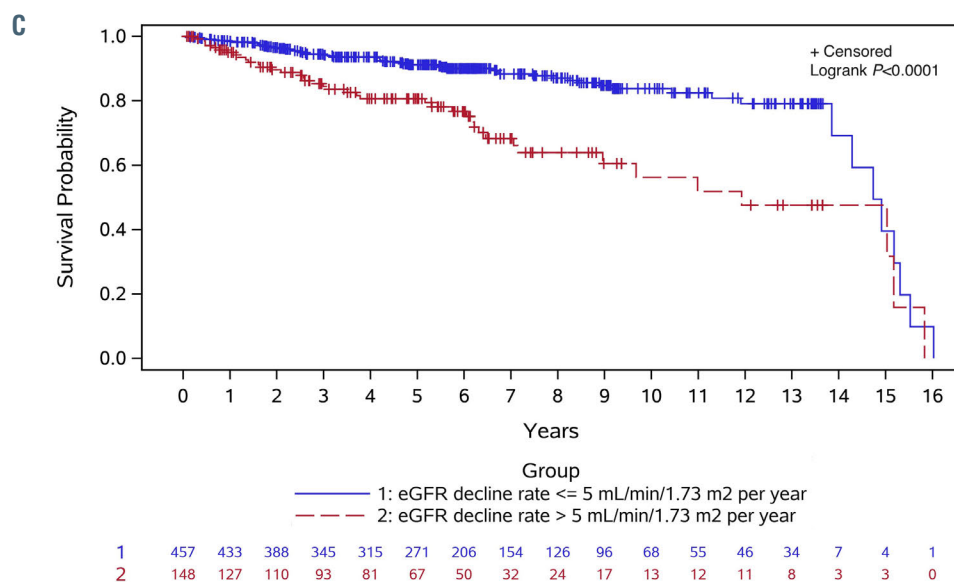 C
1.0
+ Censored
Logrank P<0.0001
0.8
0.6
0.4
0.2
0.0
Survival Probability
0 1 2 3 4 5 6 7 8 9 10 11 12 13 14 15 16
Years
Group
1: eGFR decline rate <= 5 mL/min/1.73 m2 per year
2: eGFR decline rate > 5 mL/min/1.73 m2 per year
1 457 433 388 345 315 271 206 154 126 96 68 55 46 34 7 4 1
2 148 127 110 93 81 67 50 32 24 17 13 12 11 8 3 3 0